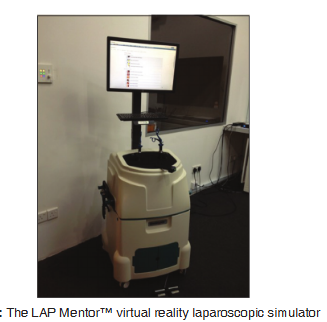 : The LAP Mentor™ virtual reality laparoscopic simulator